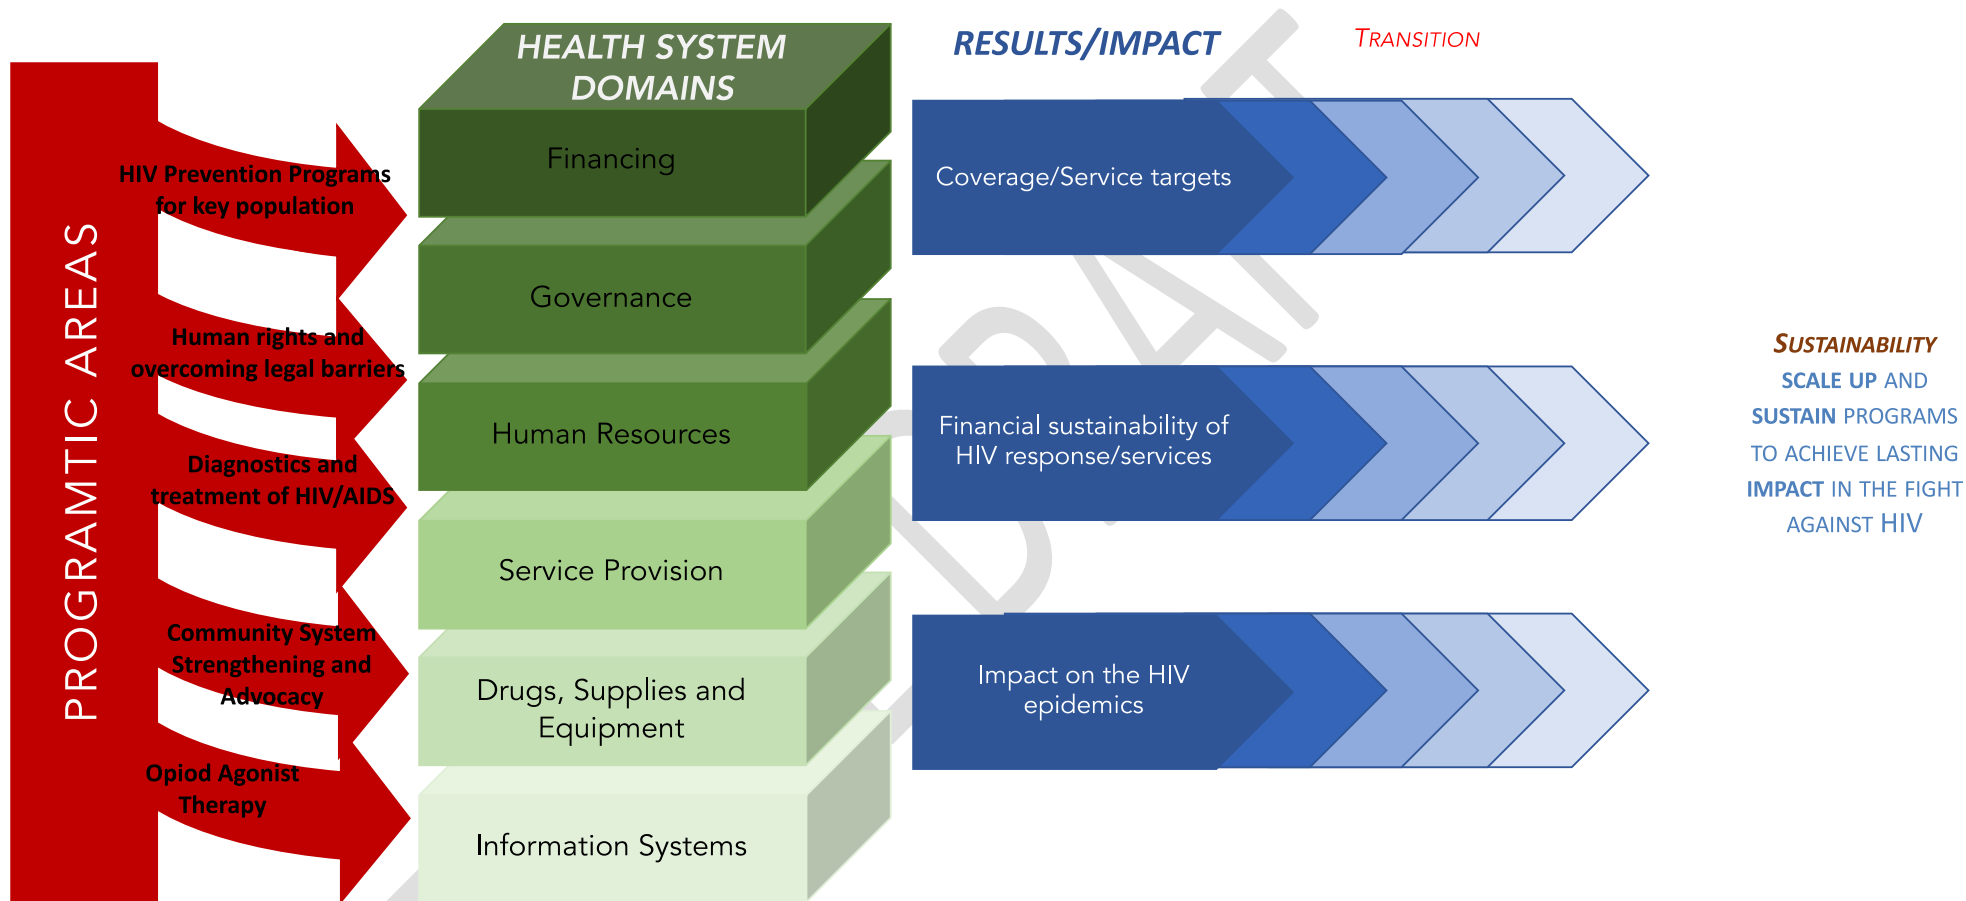 PROGRAMTIC AREAS
HIV Prevention Programs
for key population
Human rights and
overcoming legal barriers
Diagnostics and
treatment of HIV/AIDS
Community System
Strengthening and
Advocacy
Opiod Agonist
Therapy
HEALTH SYSTEM
DOMAINS
Financing
Governance
Human Resources
Service Provision
Drugs, Supplies and
Equipment
Information Systems
RESULTS/IMPACT
TRANSITION
Coverage/Service targets
Financial sustainability of
HIV response/services
Impact on the HIV
epidemics
SUSTAINABILITY
SCALE UP AND
SUSTAIN PROGRAMS
TO ACHIEVE LASTING
IMPACT IN THE FIGHT
AGAINST HIV
DRAFT